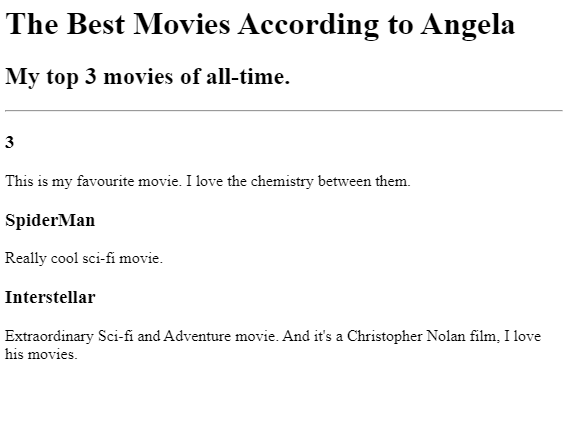 The Best Movies According to Angela
My top 3 movies of all-time.
3
This is my favourite movie. I love the chemistry between them.
SpiderMan
Really cool sci-fi movie.
Interstellar
Extraordinary Sci-fi and Adventure movie. And it's a Christopher Nolan film, I love
his movies.